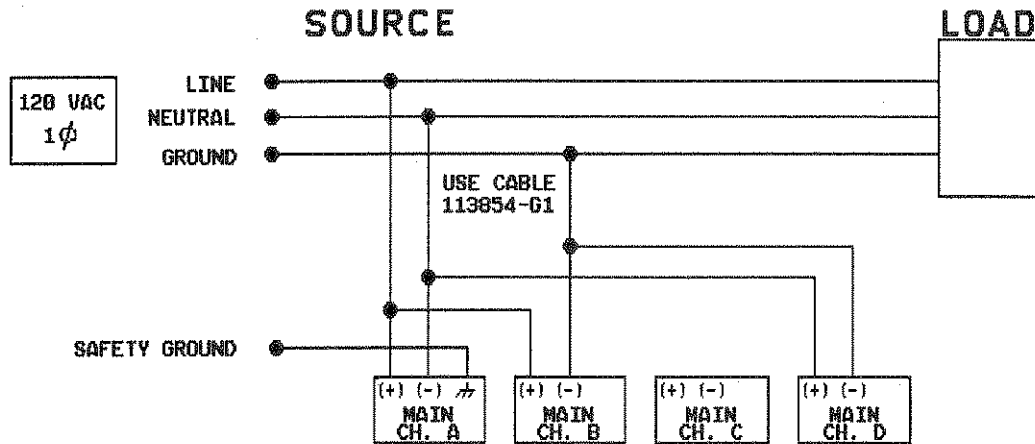 SOURCE
LOAD
120 VAC
1ϕ
LINE
NEUTRAL
GROUND
USE CABLE
113854-G1
SAFETY GROUND
(+) (-)
MAIN
CH. A
(+) (-)
MAIN
CH. B
(+) (-)
MAIN
CH. C
(+) (-)
MAIN
CH. D